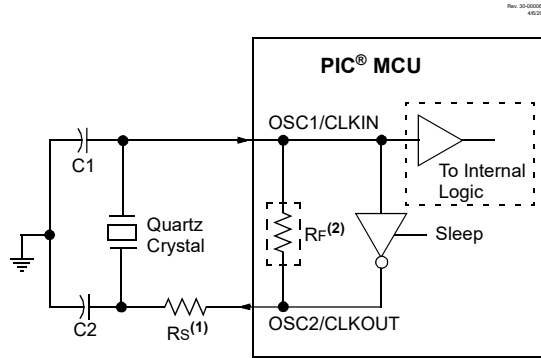 PIC® MCU
OSC1/CLKIN
C1
To Internal
Logic
Quartz
Crystal
RF(2)
Sleep
C2
RS(1)
OSC2/CLKOUT